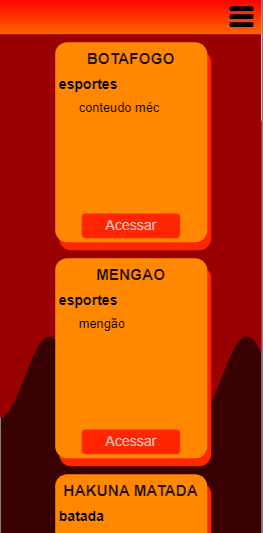 BOTAFOGO
esportes
conteudo méc
Acessar
MENGAO
esportes
mengão
Acessar
HAKUNA MATADA
batada